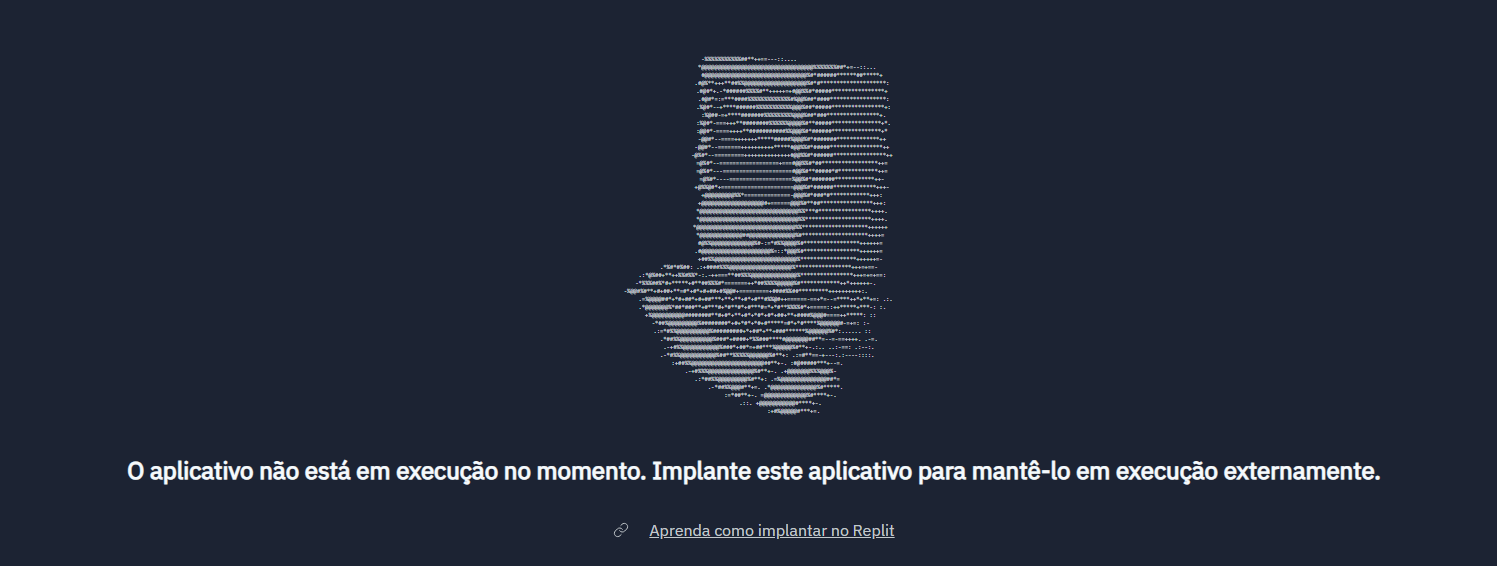 O aplicativo não está em execução no momento. Implante este aplicativo para mantê-lo em execução externamente.
Aprenda como implantar no Replit